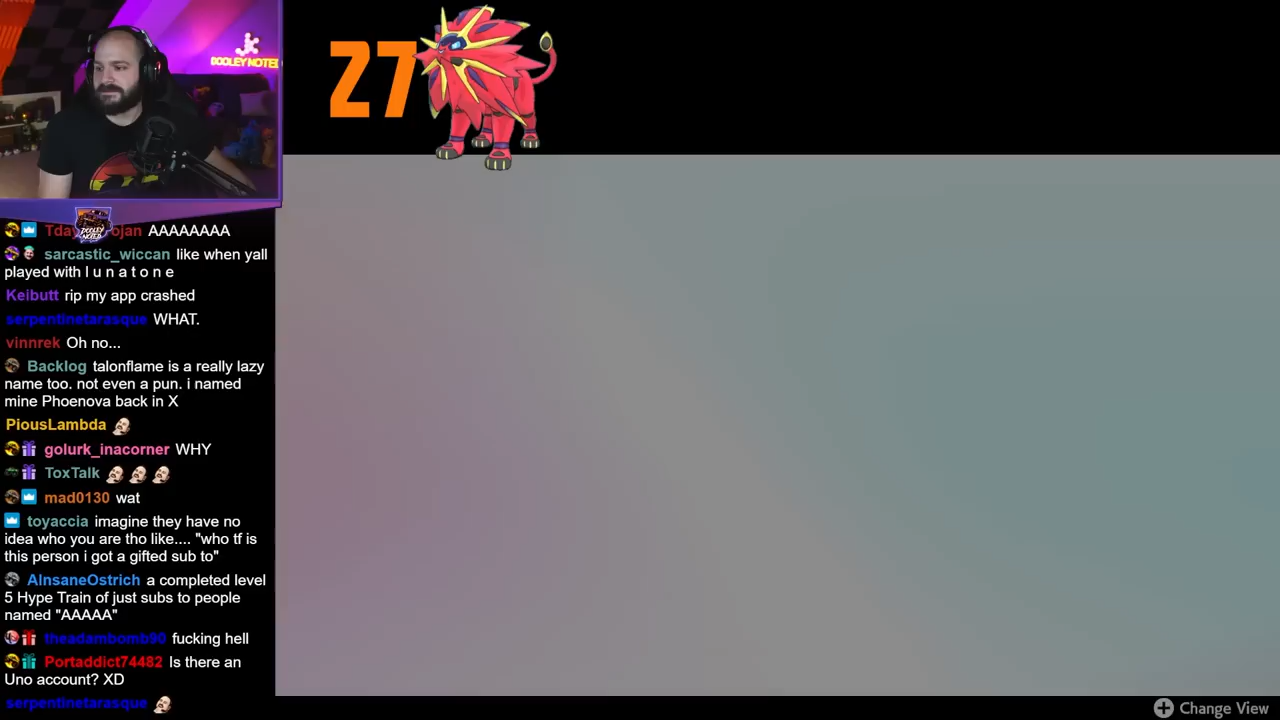 DOOLEY NOTED
27
DOOLEY
NOTED
AAAAAAAA
sarcastic_wiccan like when yall
played with l u n a t o n e
Keibutt rip my app crashed
serpentinetarasque WHAT.
vinnrek Oh no...
Backlog talonflame is a really lazy
name too. not even a pun. i named
mine Phoenova back in X
PiousLambda
golurk_inacorner WHY
ToxTalk
mad0130 wat
toyaccia imagine they have no
idea who you are tho like.... "who tf is
this person i got a gifted sub to"
AInsaneOstrich a completed level
5 Hype Train of just subs to people
named "AAAAA"
theadambomb90 fucking hell
Portaddict74482 Is there an
Uno account? XD
serpentinetarasque
Change View